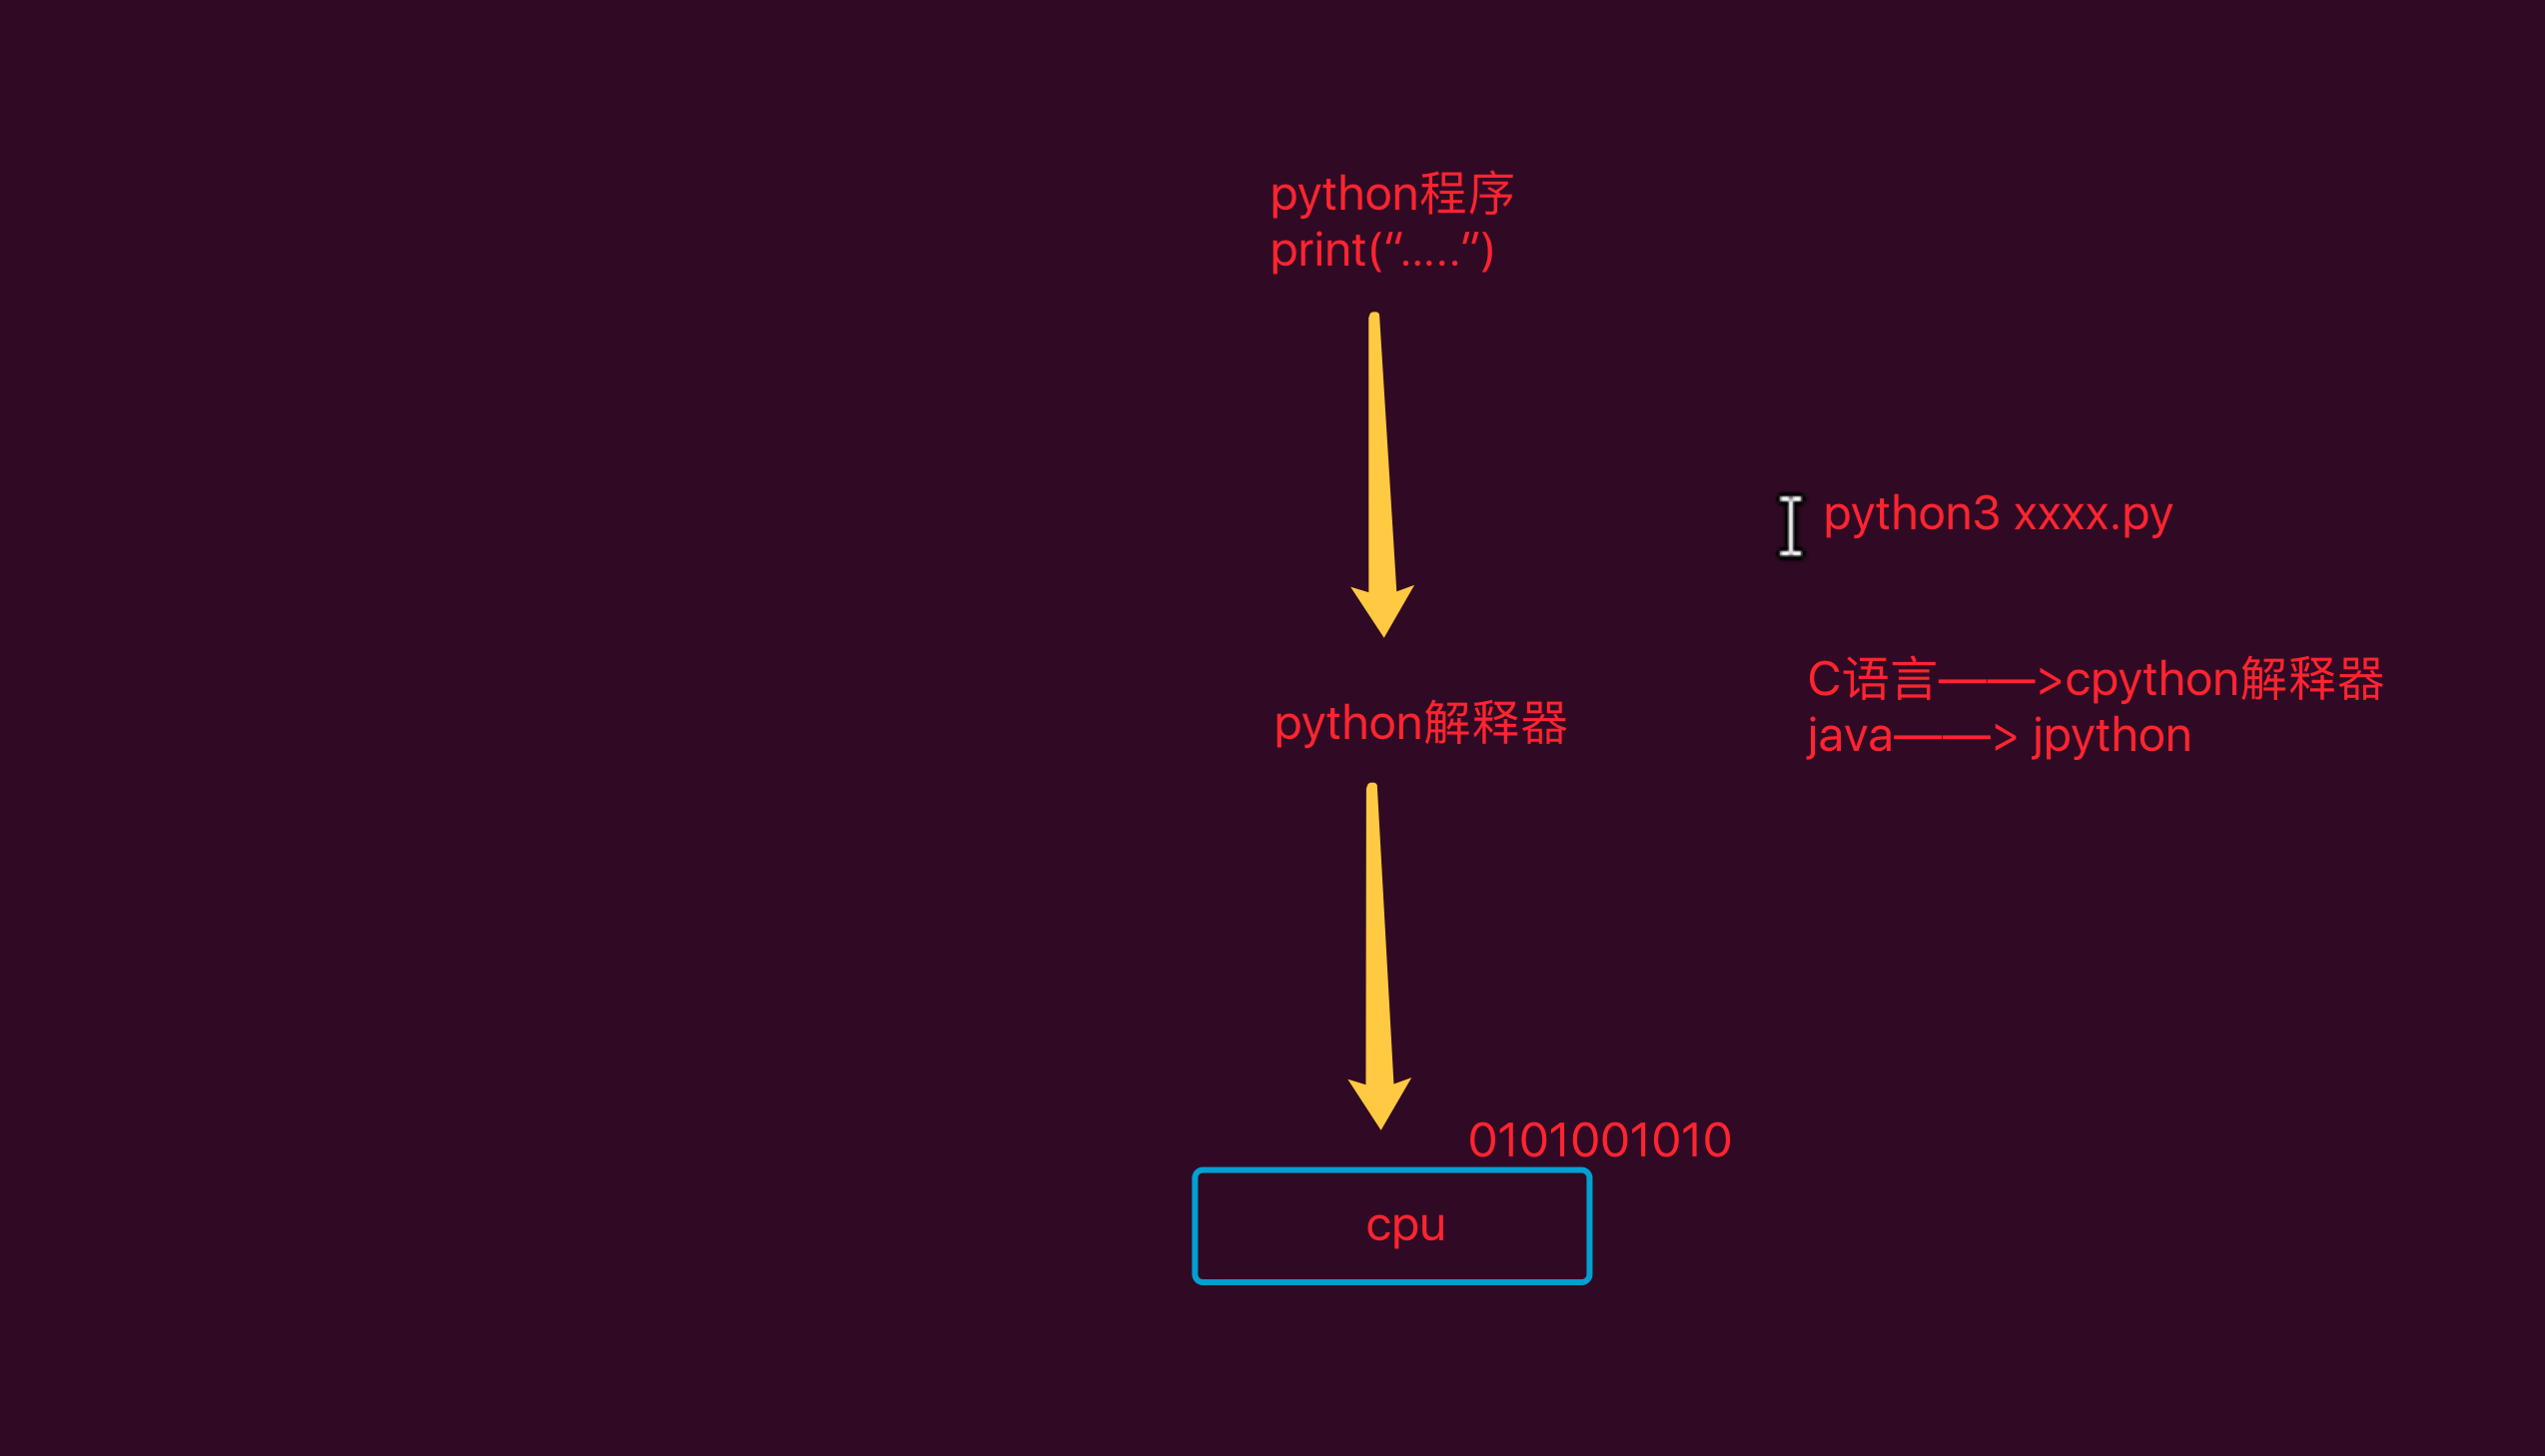 python程序
print(“.....”)
python3 xxxx.py
C语言——>cpython解释器
java——> jpython
python解释器
0101001010
cpu